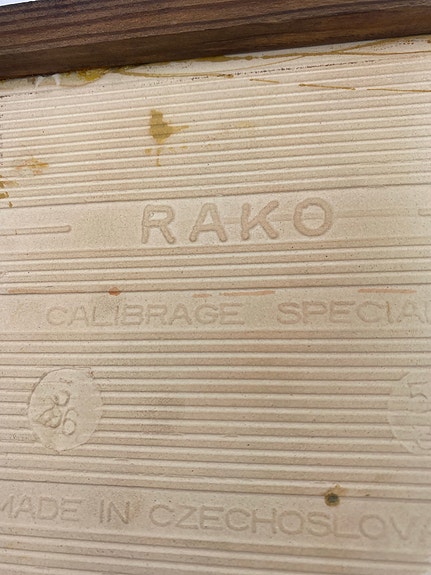 RAKO
CALIBRAGE SPECIA
MADE IN CZECHOSLOV